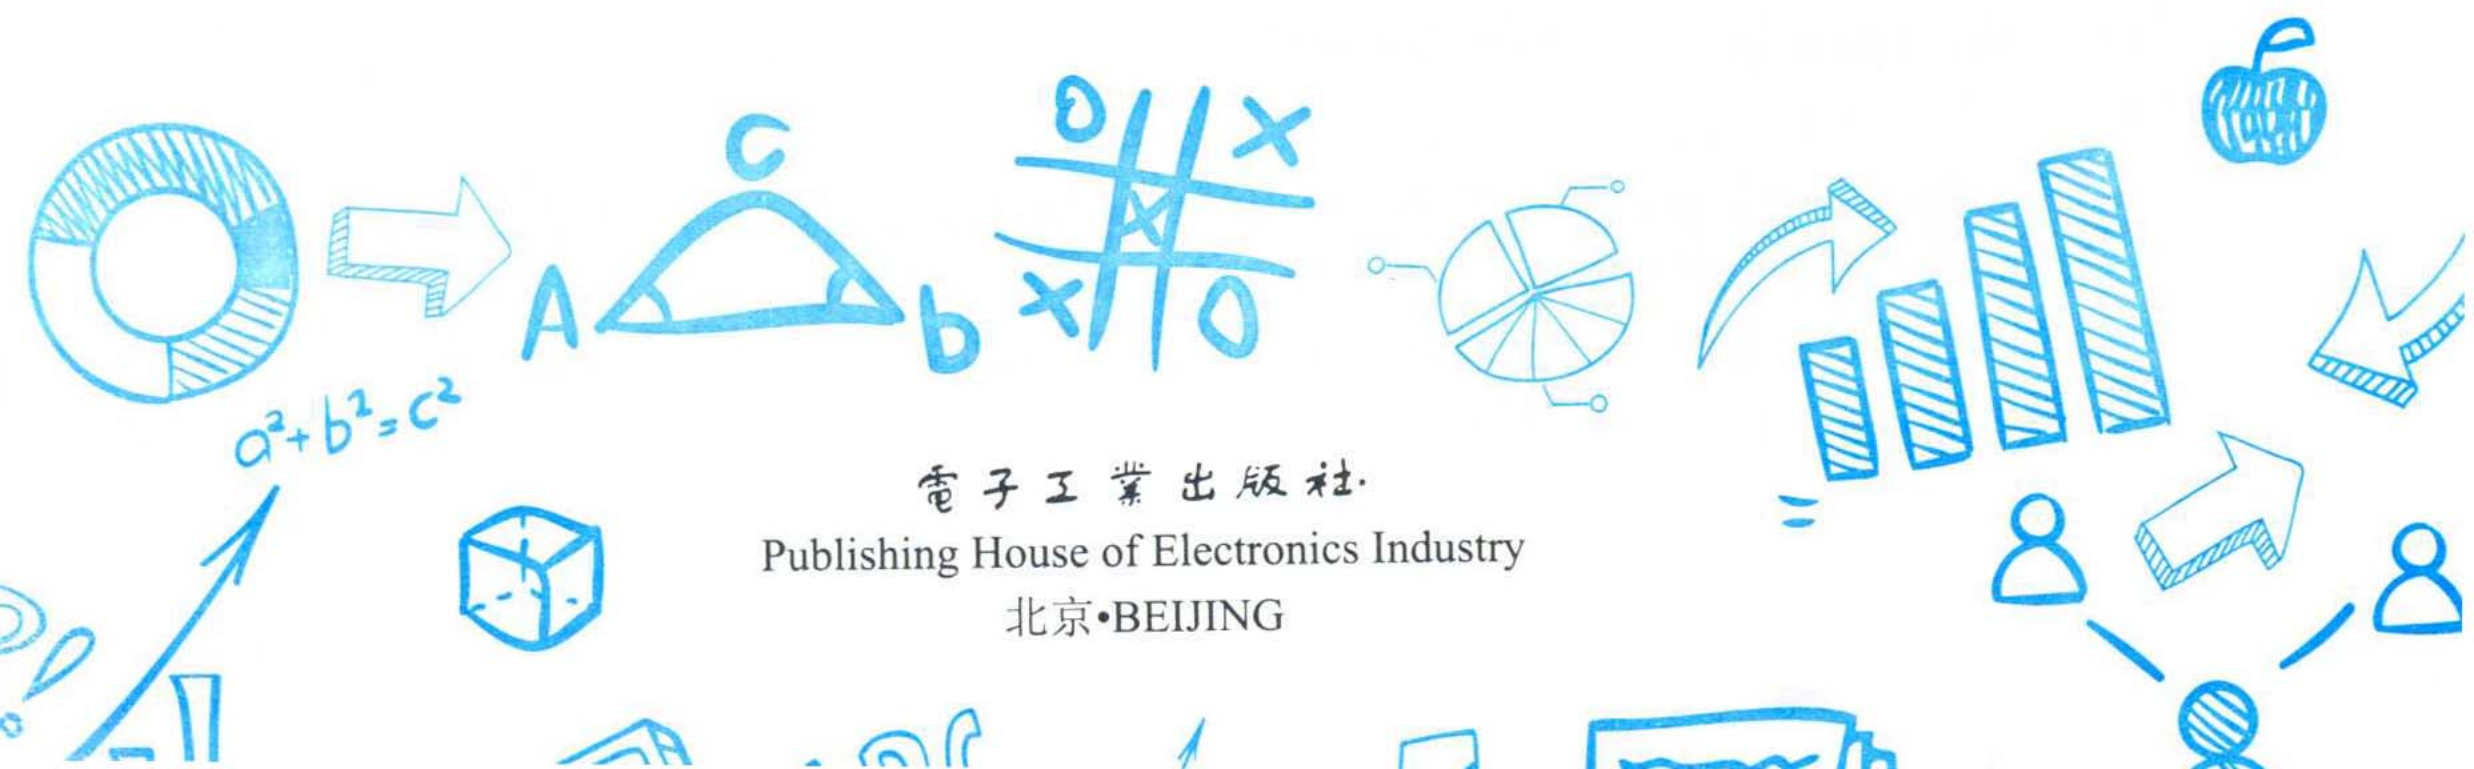 C
O X
X
A b
X O
a²+b²=c²
電子工業出版社.
Publishing House of Electronics Industry
北京•BEIJING